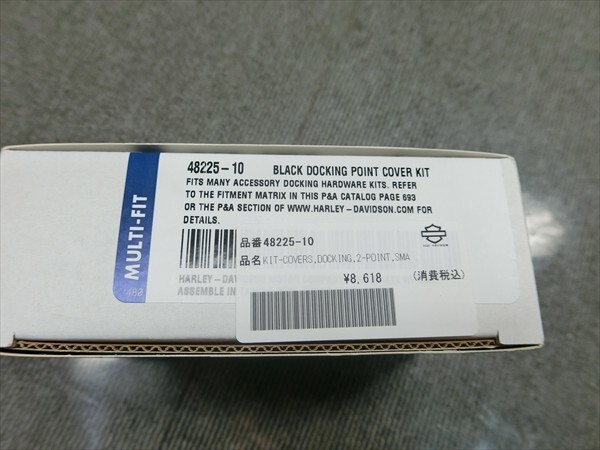 MULTI-FIT
480
48225-10 BLACK DOCKING POINT COVER KIT
FITS MANY ACCESSORY DOCKING HARDWARE KITS. REFER
TO THE FITMENT MATRIX IN THIS P&A CATALOG PAGE 693
OR THE P&A SECTION OF WWW.HARLEY-DAVIDSON.COM FOR
DETAILS.
品番48225-10
品名KIT-COVERS,DOCKING,2-POINT,SMA
¥8,618 (消費税込)
HARLEY-DAV
ASSEMBLE IN